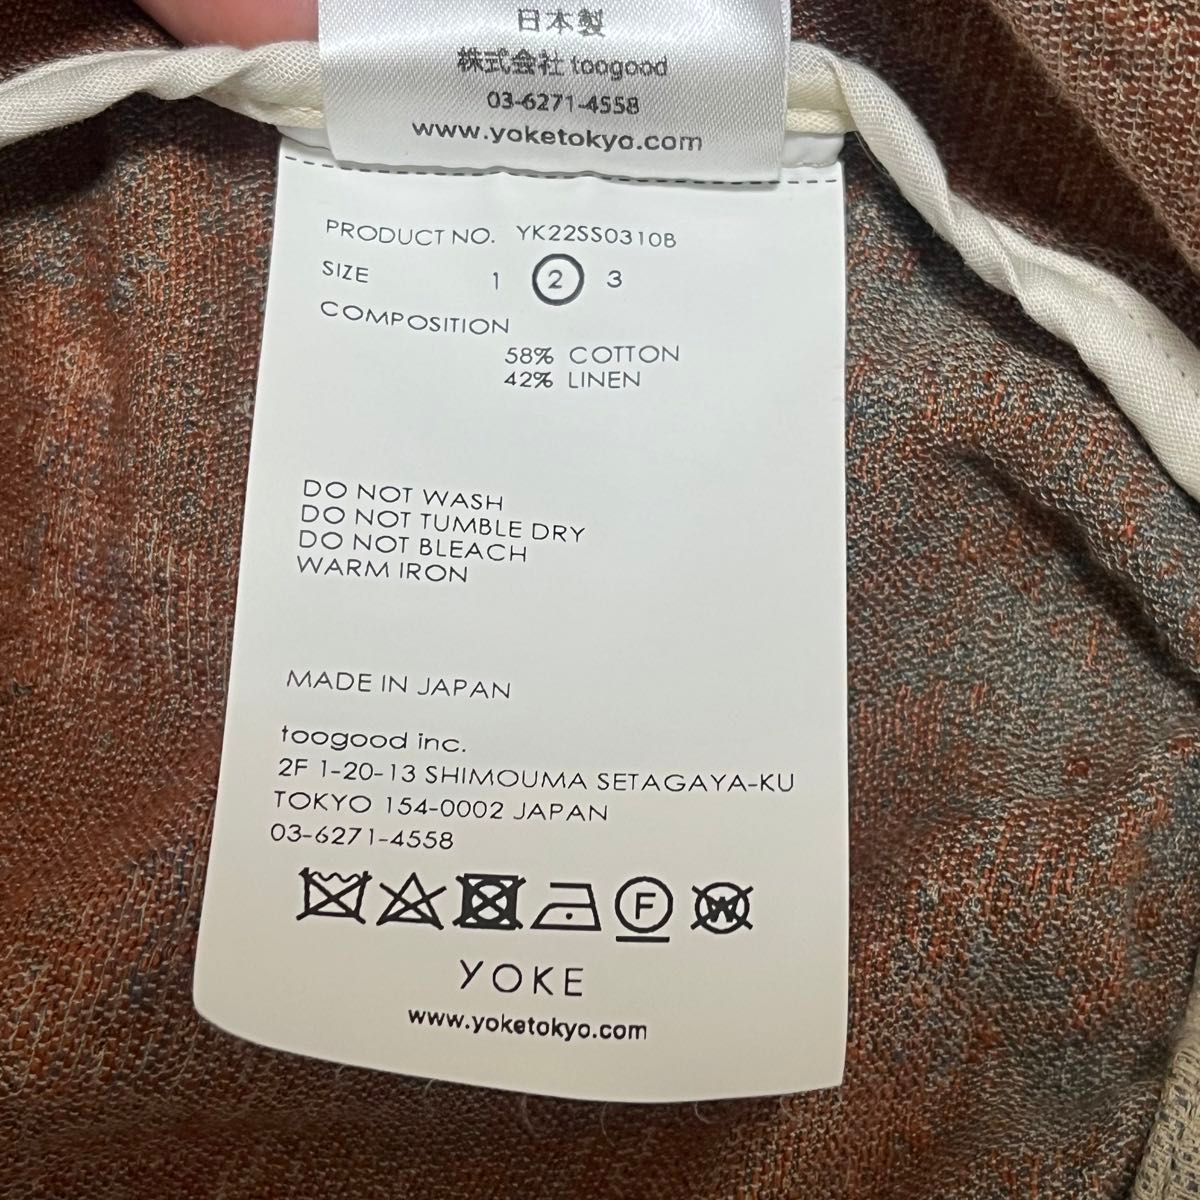 日本製
株式会社 toogood
03-6271-4558
www.yoketokyo.com
PRODUCT NO. YK22SS0310B
SIZE 1 2 3
COMPOSITION
58% COTTON
42% LINEN
DO NOT WASH
DO NOT TUMBLE DRY
DO NOT BLEACH
WARM IRON
MADE IN JAPAN
toogood inc.
2F 1-20-13 SHIMOUMA SETAGAYA-KU
TOKYO 154-0002 JAPAN
03-6271-4558
F W
YOKE
www.yoketokyo.com